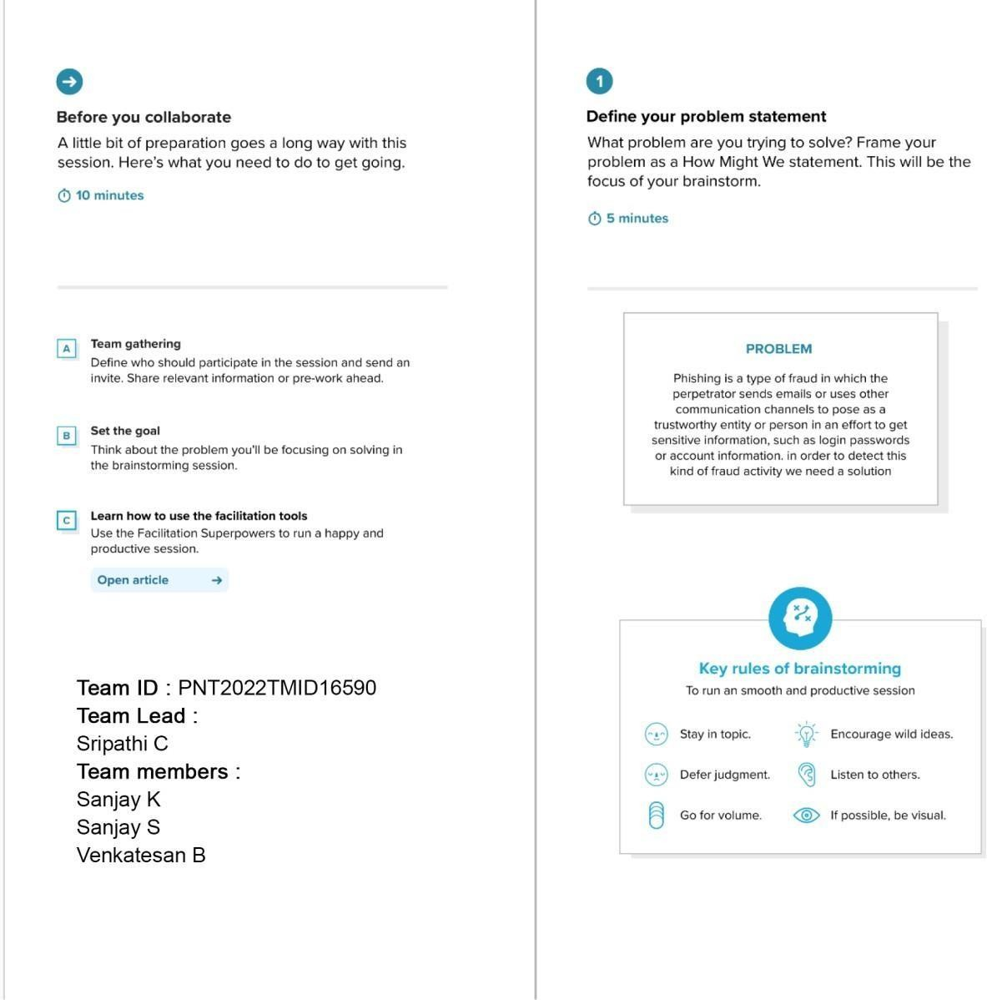 Before you collaborate
A little bit of preparation goes a long way with this
session. Here's what you need to do to get going.
10 minutes
A
Team gathering
Define who should participate in the session and send an
invite. Share relevant information or pre-work ahead.
B
Set the goal
Think about the problem you'll be focusing on solving in
the brainstorming session.
C
Learn how to use the facilitation tools
Use the Facilitation Superpowers to run a happy and
productive session.
Open article
Team ID : PNT2022TMID16590
Team Lead :
Sripathi C
Team members :
Sanjay K
Sanjay S
Venkatesan B
1
Define your problem statement
What problem are you trying to solve? Frame your
problem as a How Might We statement. This will be the
focus of your brainstorm.
5 minutes
PROBLEM
Phishing is a type of fraud in which the
perpetrator sends emails or uses other
communication channels to pose as a
trustworthy entity or person in an effort to get
sensitive information, such as login passwords
or account information. in order to detect this
kind of fraud activity we need a solution
Key rules of brainstorming
To run an smooth and productive session
Stay in topic.
Encourage wild ideas.
Defer judgment.
Listen to others.
Go for volume.
If possible, be visual.